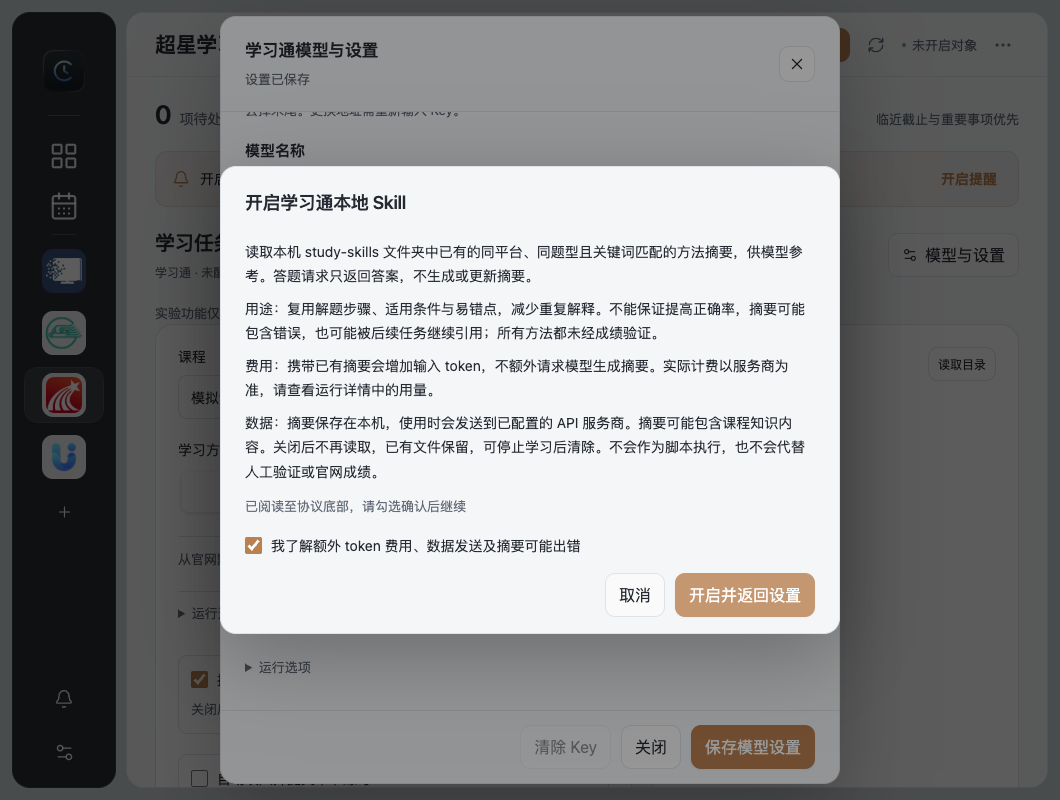 超星学
学习通模型与设置
设置已保存
未开启对象
0 项待处
临近截止与重要事项优先
模型名称
开启提醒
开启学习通本地 Skill
学习任
学习通 · 未
模型与设置
读取本机 study-skills 文件夹中已有的同平台、同题型且关键词匹配的方法摘要，供模型参
考。答题请求只返回答案，不生成或更新摘要。
用途：复用解题步骤、适用条件与易错点，减少重复解释。不能保证提高正确率，摘要可能
包含错误，也可能被后续任务继续引用；所有方法都未经成绩验证。
实验功能仅
课程
读取目录
费用：携带已有摘要会增加输入 token，不额外请求模型生成摘要。实际计费以服务商为
准，请查看运行详情中的用量。
模拟
数据：摘要保存在本机，使用时会发送到已配置的 API 服务商。摘要可能包含课程知识内
容。关闭后不再读取，已有文件保留，可停止学习后清除。不会作为脚本执行，也不会代替
人工验证或官网成绩。
学习方
已阅读至协议底部，请勾选确认后继续
我了解额外 token 费用、数据发送及摘要可能出错
从官网
取消
开启并返回设置
运行
运行选项
关闭
清除 Key
关闭
保存模型设置